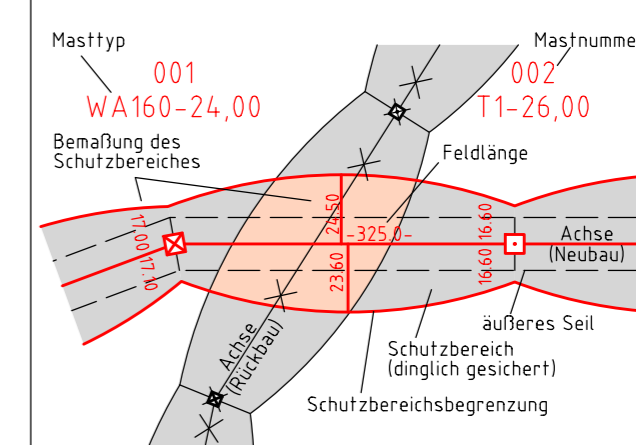 Masttyp
Mastnumme
001
002
WA160-24,00
T1-26,00
Bemaßung des
Schutzbereiches
Feldlänge
17.00
17.10
24.50
-325.0-
23.60
16.60
16.60
Achse
(Neubau)
äußeres Seil
Achse
(Rückbau)
Schutzbereich
(dinglich gesichert)
Schutzbereichsbegrenzung